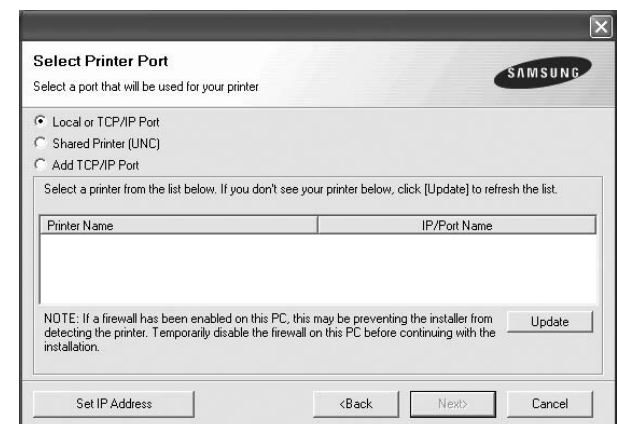 Select Printer Port
Select a port that will be used for your printer
SAMSUNG
Local or TCP/IP Port
Shared Printer (UNC)
Add TCP/IP Port
Select a printer from the list below. If you don't see your printer below, click [Update] to refresh the list.
Printer Name IP/Port Name
NOTE: If a firewall has been enabled on this PC, this may be preventing the installer from
detecting the printer. Temporarily disable the firewall on this PC before continuing with the
installation.
Update
Set IP Address <Back Next> Cancel